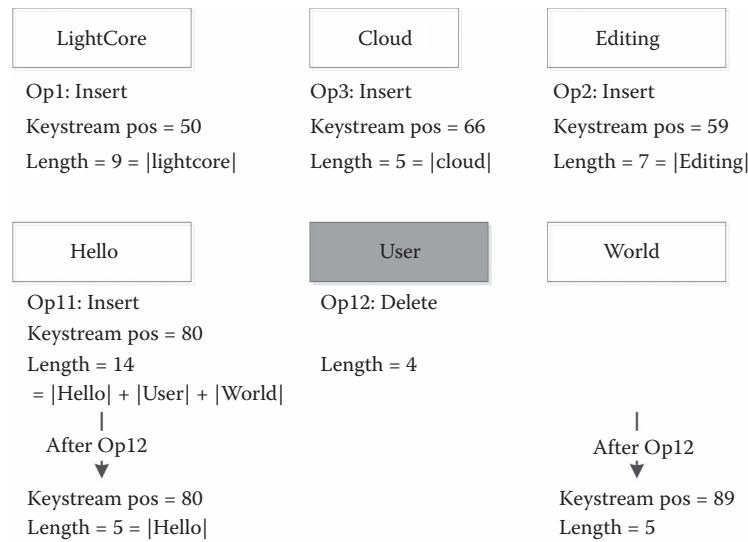 LightCore
Cloud
Editing
Op1: Insert
Op3: Insert
Op2: Insert
Keystream pos = 50
Keystream pos = 66
Keystream pos = 59
Length = 9 = |lightcore|
Length = 5 = |cloud|
Length = 7 = |Editing|
Hello
User
World
Op11: Insert
Op12: Delete
Keystream pos = 80
Length = 14
Length = 4
= |Hello| + |User| + |World|
After Op12
After Op12
Keystream pos = 80
Keystream pos = 89
Length = 5 = |Hello|
Length = 5